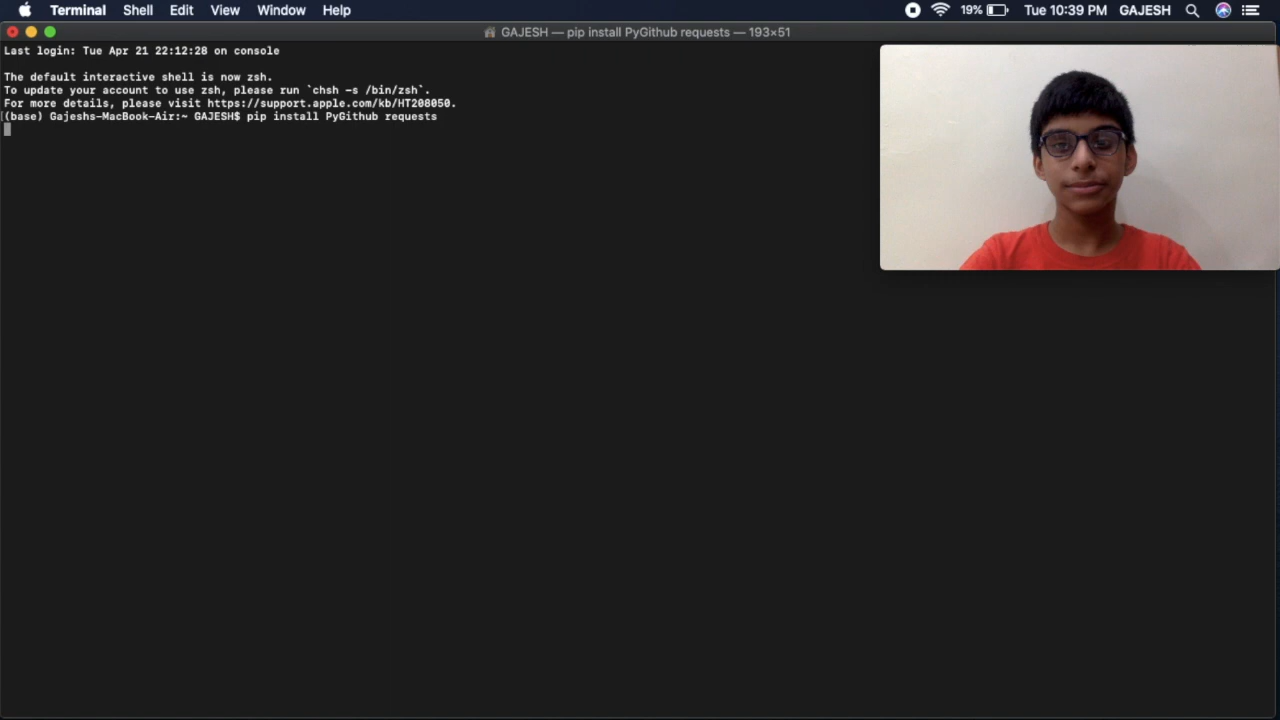 Terminal Shell Edit View Window Help 19% Tue 10:39 PM GAJESH
GAJESH — pip install PyGithub requests — 193×51
Last login: Tue Apr 21 22:12:28 on console
The default interactive shell is now zsh.
To update your account to use zsh, please run `chsh -s /bin/zsh`.
For more details, please visit https://support.apple.com/kb/HT208050.
(base) Gajeshs-MacBook-Air:~ GAJESH$ pip install PyGithub requests